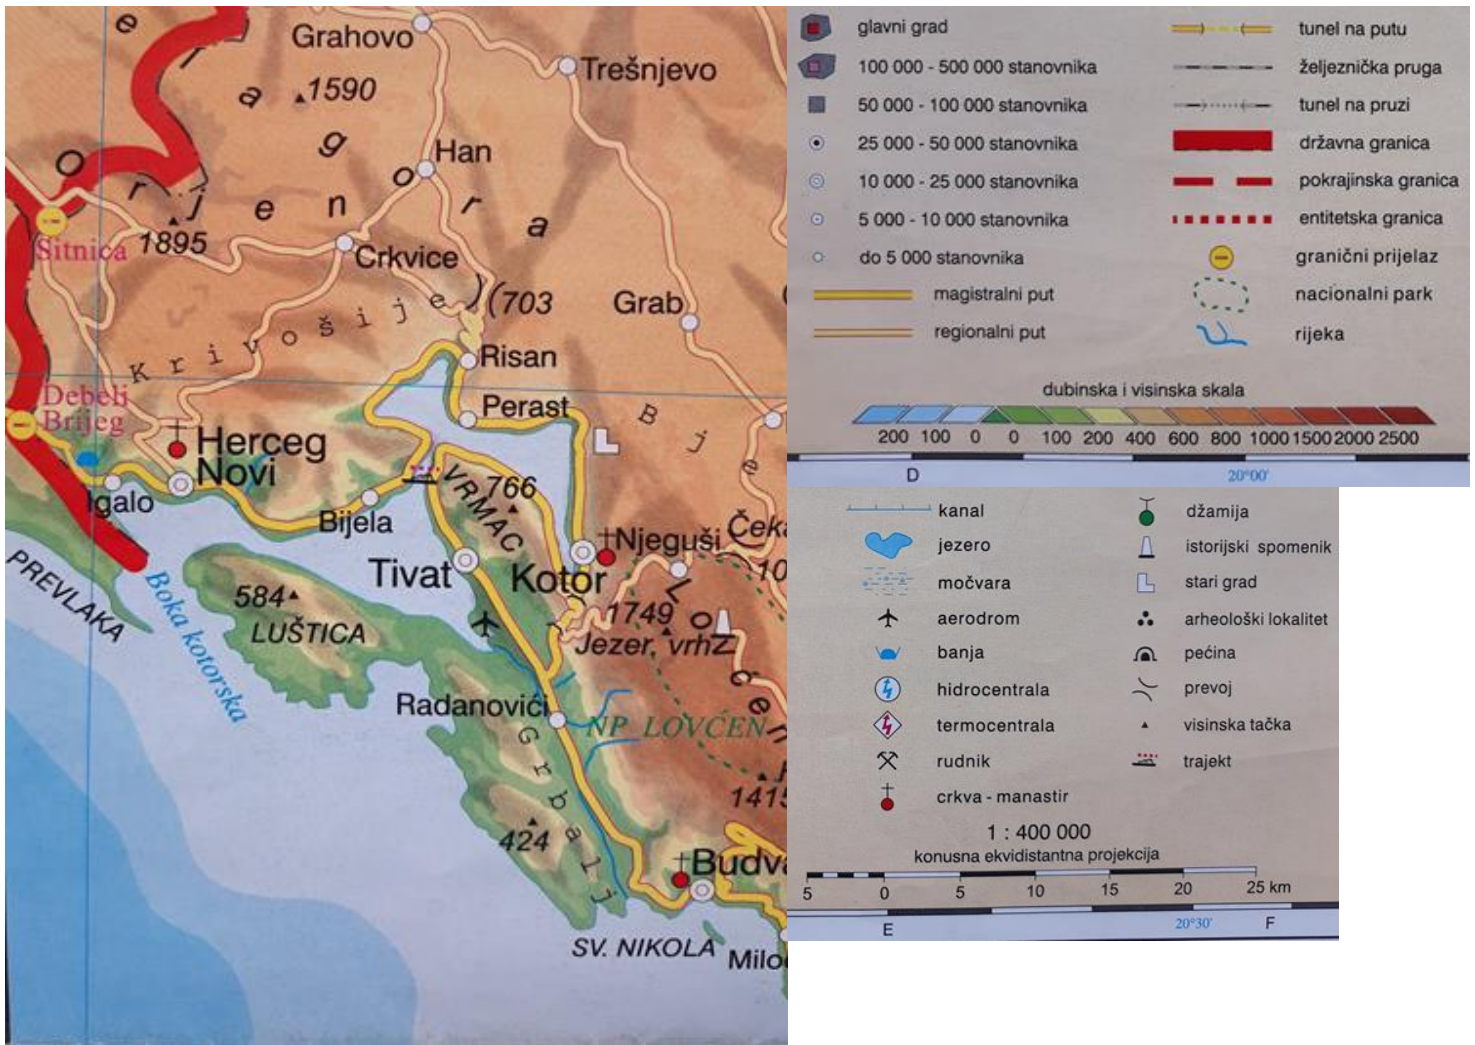 Grahovo
Trešnjevo
1590
Han
Orjen
1895
Sitnica
Crkvice
703
Grab
Krivošije
Risan
Debeli
Brijeg
Perast
Herceg
Novi
Igalo
VRMAC
766
Bijela
Njeguši
Tivat
Kotor
PREVLAKA
Boka kotorska
584
LUŠTICA
1749
Jezer. vrh
Lovćen
Radanovići
NP LOVĆEN
Grbalj
424
SV. NIKOLA
glavni grad
100 000 - 500 000 stanovnika
50 000 - 100 000 stanovnika
25 000 - 50 000 stanovnika
10 000 - 25 000 stanovnika
5 000 - 10 000 stanovnika
do 5 000 stanovnika
magistralni put
regionalni put
tunel na putu
željeznička pruga
tunel na pruzi
državna granica
pokrajinska granica
entitetska granica
granični prijelaz
nacionalni park
rijeka
dubinska i visinska skala
200 100 0 0 100 200 400 600 800 1000 1500 2000 2500
D 20°00'
kanal
jezero
močvara
aerodrom
banja
hidrocentrala
termocentrala
rudnik
crkva - manastir
džamija
istorijski spomenik
stari grad
arheološki lokalitet
pećina
prevoj
visinska tačka
trajekt
1 : 400 000
konusna ekvidistantna projekcija
5 0 5 10 15 20 25 km
E 20°30' F